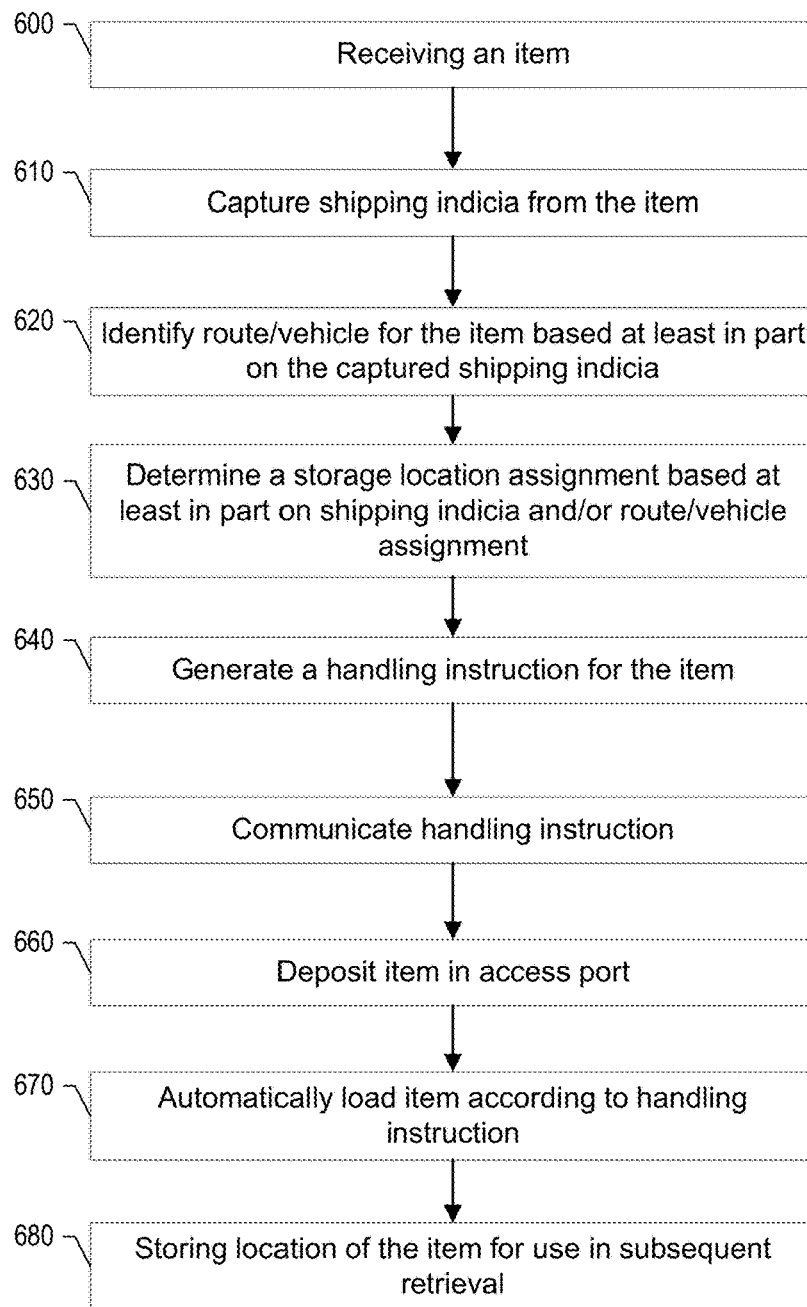 600
Receiving an item
610
Capture shipping indicia from the item
620
Identify route/vehicle for the item based at least in part
on the captured shipping indicia
630
Determine a storage location assignment based at
least in part on shipping indicia and/or route/vehicle
assignment
640
Generate a handling instruction for the item
650
Communicate handling instruction
660
Deposit item in access port
670
Automatically load item according to handling
instruction
680
Storing location of the item for use in subsequent
retrieval